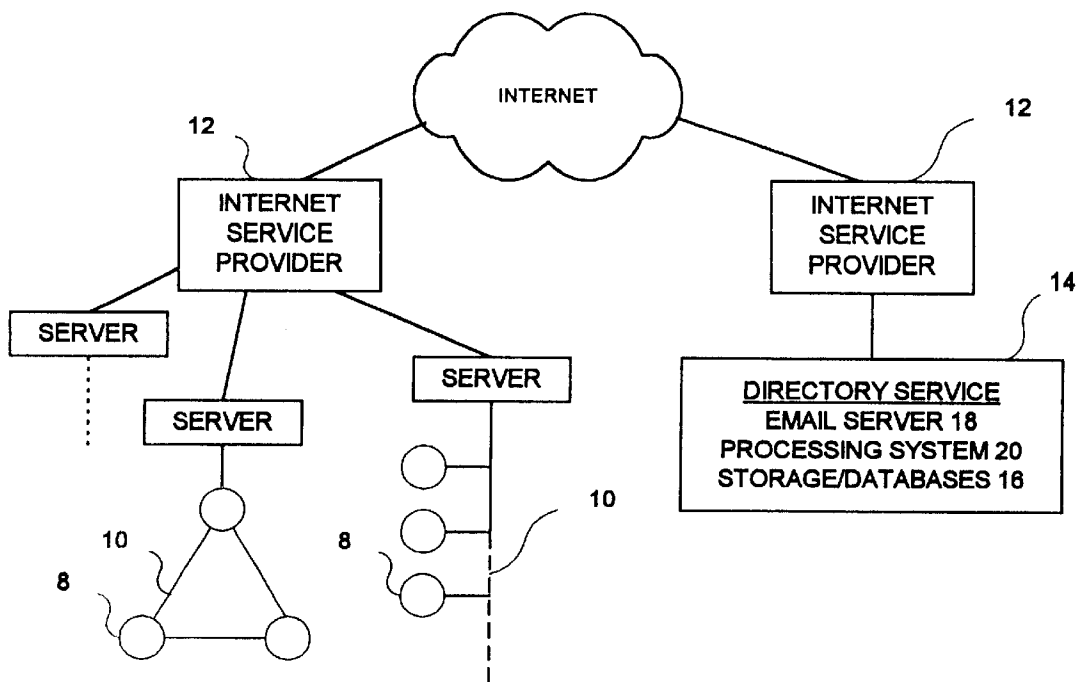 INTERNET
12
12
INTERNET
SERVICE
PROVIDER
INTERNET
SERVICE
PROVIDER
14
SERVER
SERVER
SERVER
DIRECTORY SERVICE
EMAIL SERVER 18
PROCESSING SYSTEM 20
STORAGE/DATABASES 16
10
8
8
10